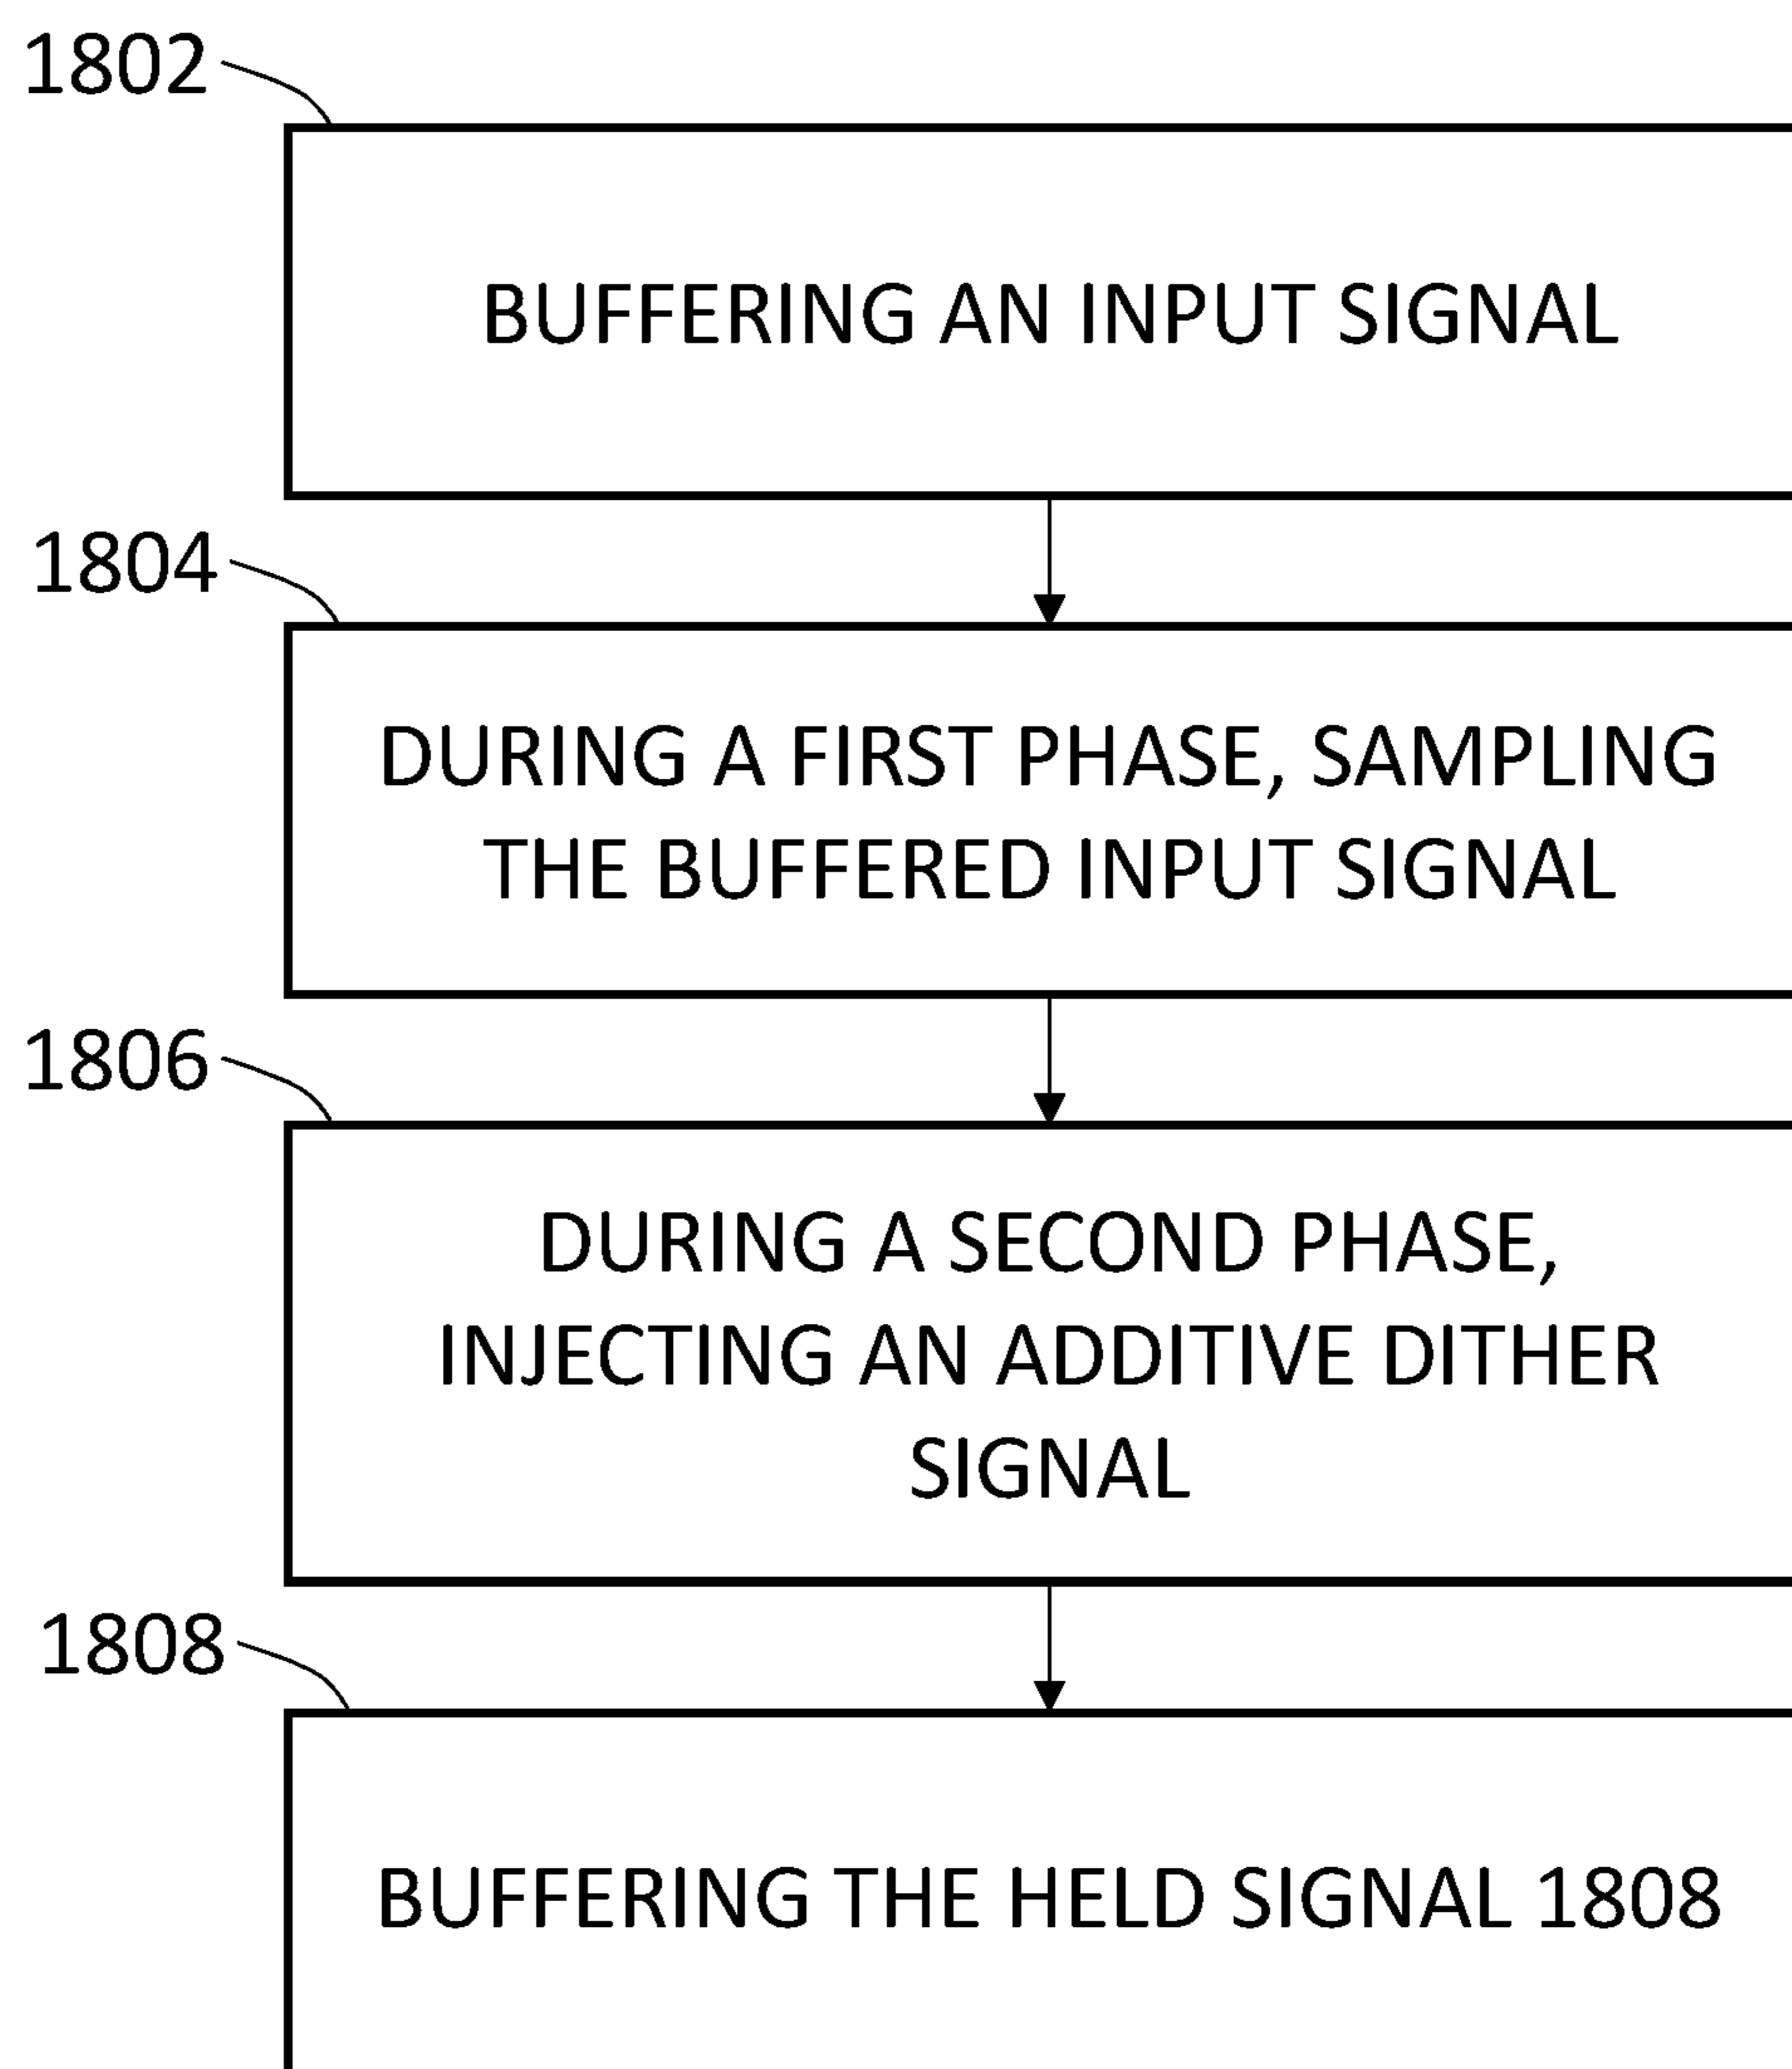 1802
BUFFERING AN INPUT SIGNAL
1804
DURING A FIRST PHASE, SAMPLING
THE BUFFERED INPUT SIGNAL
1806
DURING A SECOND PHASE,
INJECTING AN ADDITIVE DITHER
SIGNAL
1808
BUFFERING THE HELD SIGNAL 1808